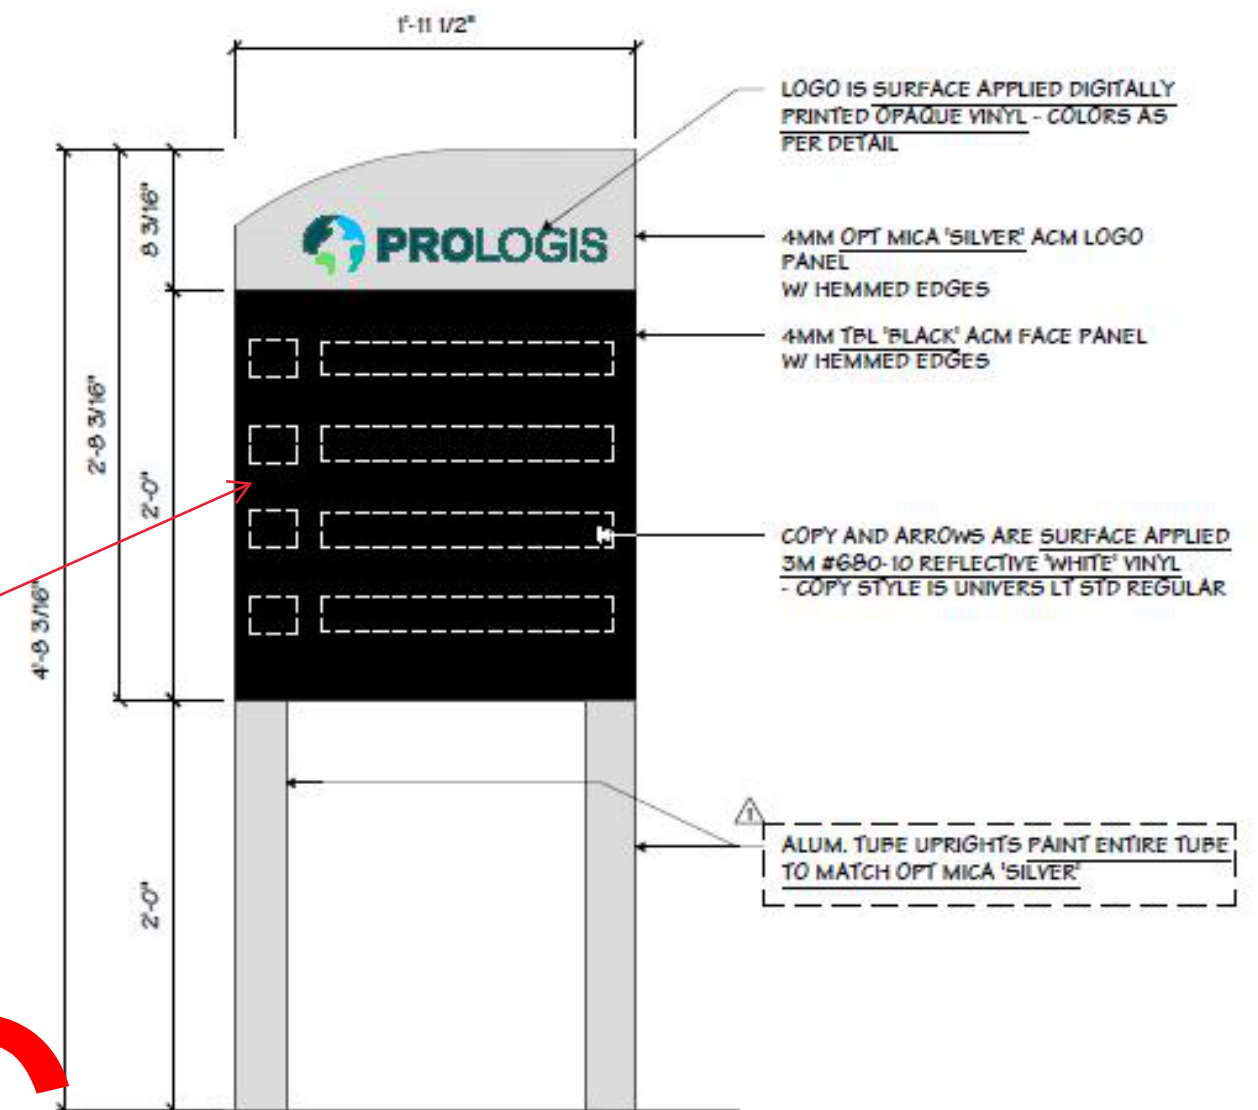 1'-11 1/2"
LOGO IS SURFACE APPLIED DIGITALLY
PRINTED OPAQUE VINYL - COLORS AS
PER DETAIL
8 3/16"
PROLOGIS
4MM OPT MICA 'SILVER' ACM LOGO
PANEL
W/ HEMMED EDGES
4MM TBL 'BLACK' ACM FACE PANEL
W/ HEMMED EDGES
2'-8 3/16"
2'-0"
COPY AND ARROWS ARE SURFACE APPLIED
3M #680-10 REFLECTIVE 'WHITE' VINYL
- COPY STYLE IS UNIVERS LT STD REGULAR
4'-8 3/16"
1
ALUM. TUBE UPRIGHTS PAINT ENTIRE TUBE
TO MATCH OPT MICA 'SILVER'
2'-0"